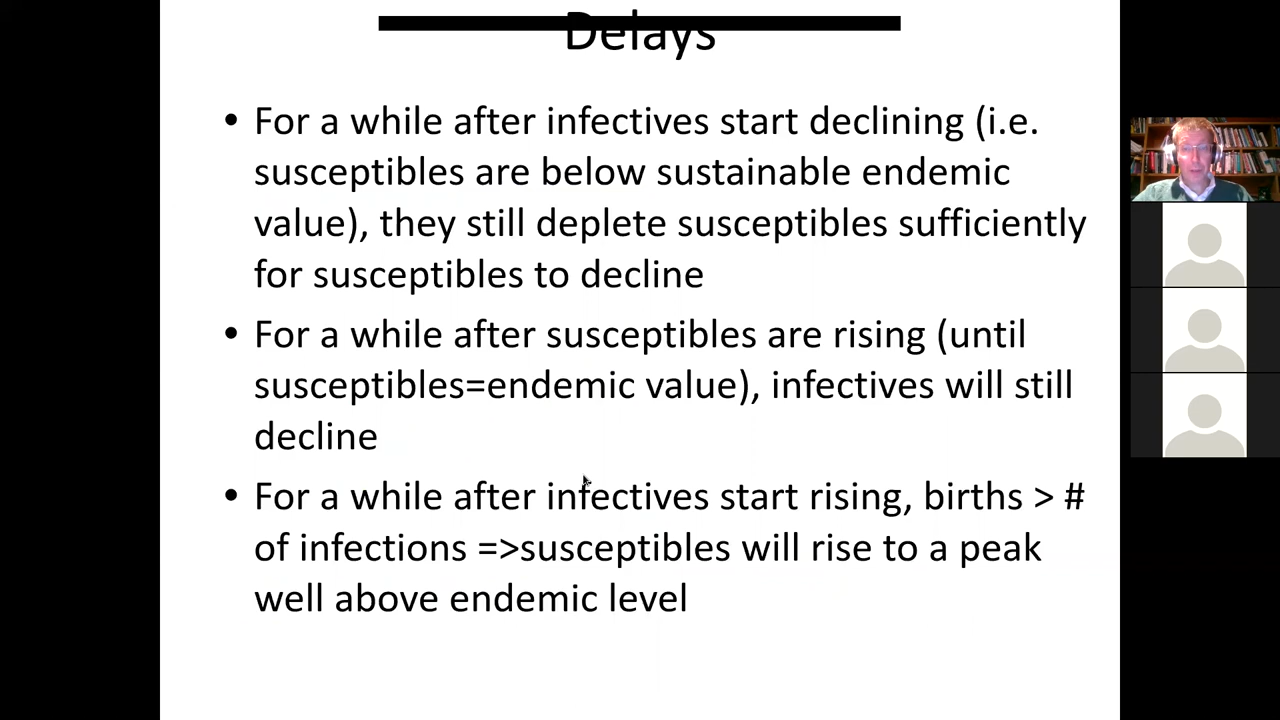 Delays
• For a while after infectives start declining (i.e.
susceptibles are below sustainable endemic
value), they still deplete susceptibles sufficiently
for susceptibles to decline
• For a while after susceptibles are rising (until
susceptibles=endemic value), infectives will still
decline
• For a while after infectives start rising, births > #
of infections =>susceptibles will rise to a peak
well above endemic level